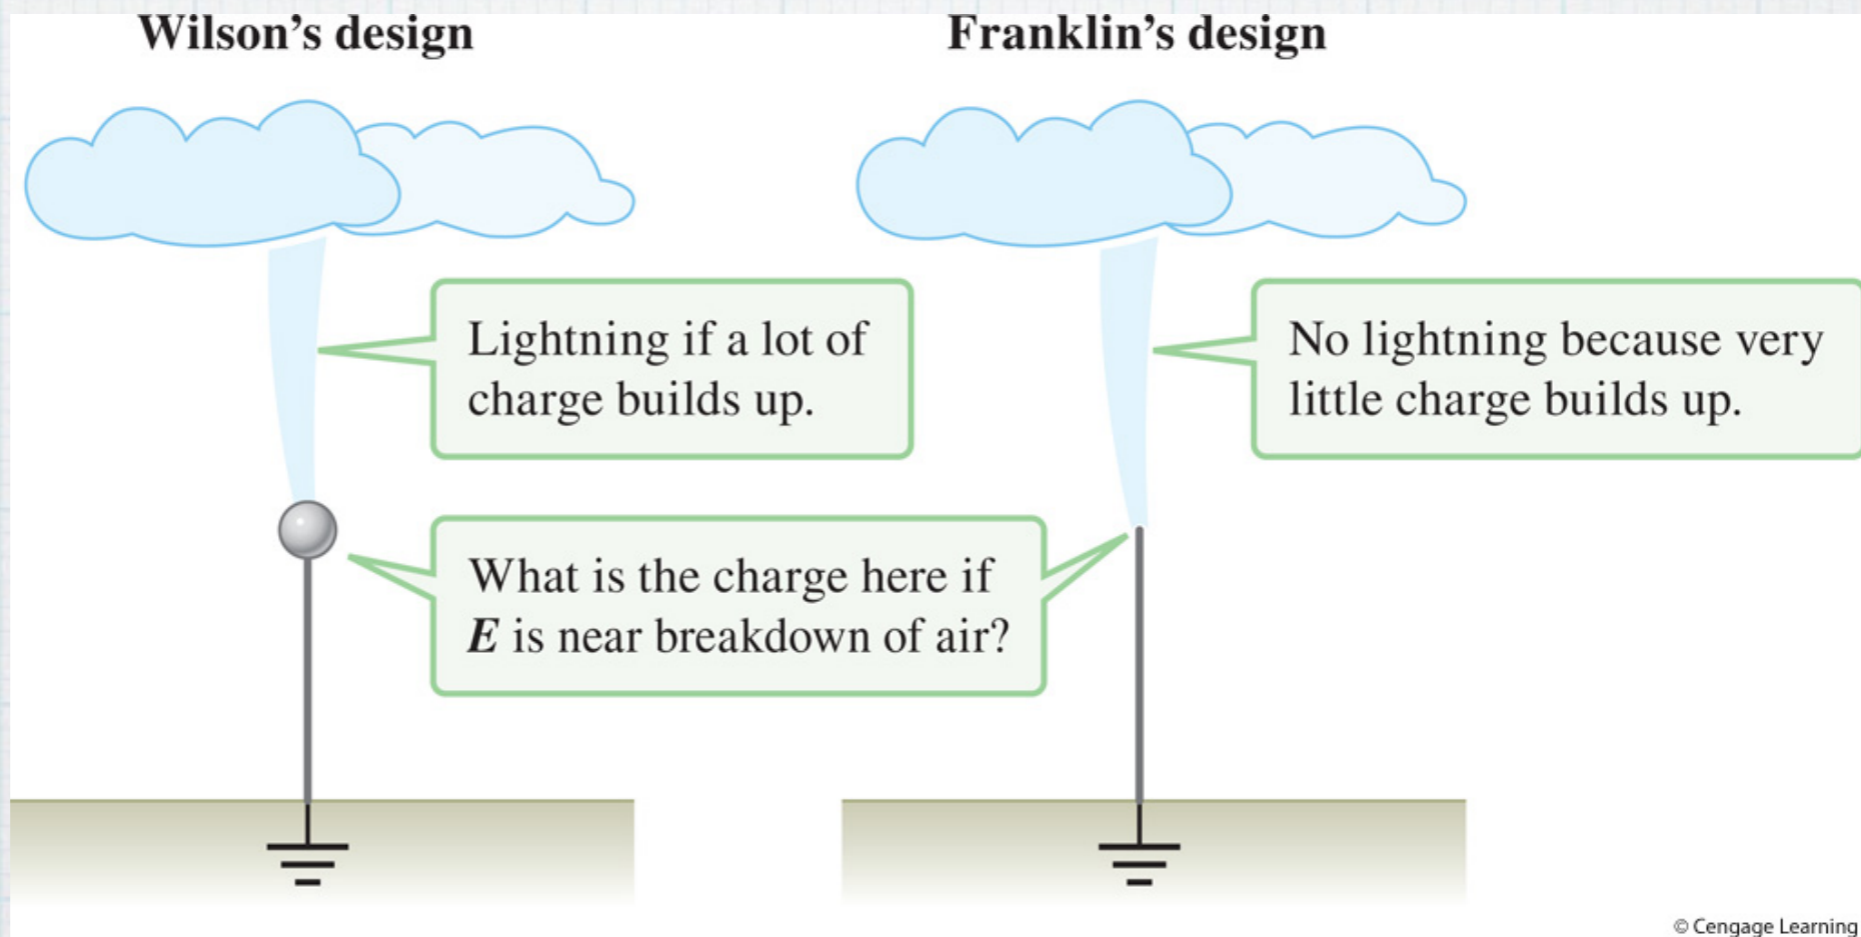 Wilson's design
Franklin's design
Lightning if a lot of
charge builds up.
No lightning because very
little charge builds up.
What is the charge here if
E is near breakdown of air?
© Cengage Learning